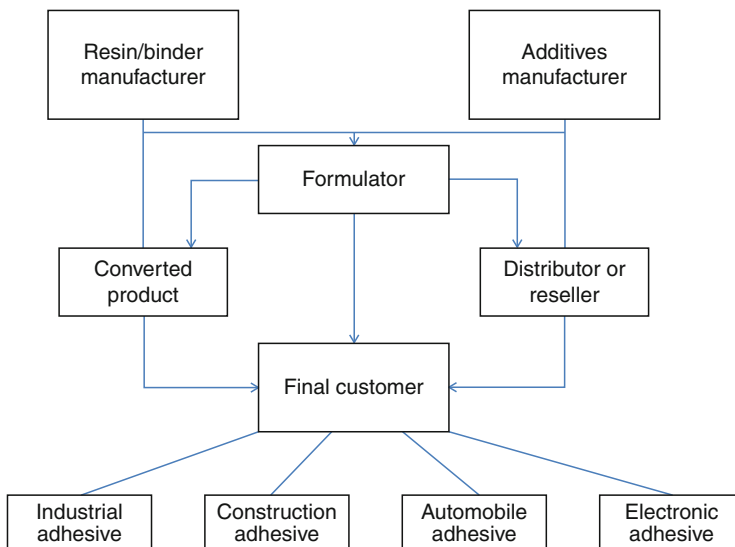 Resin/binder
manufacturer
Additives
manufacturer
Formulator
Converted
product
Distributor or
reseller
Final customer
Industrial
adhesive
Construction
adhesive
Automobile
adhesive
Electronic
adhesive